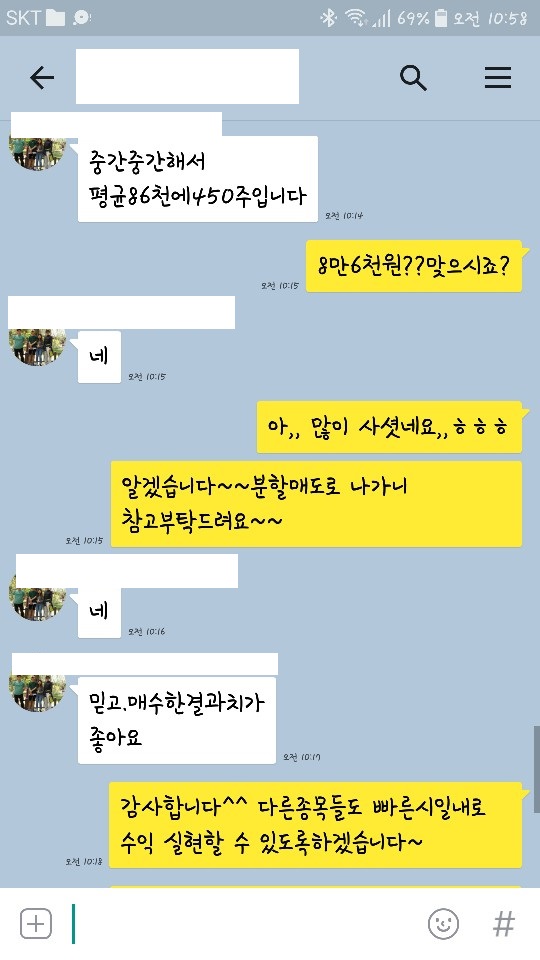 SKT 69% 오전 10:58
중간중간해서
평균86천에450주입니다
오전 10:14
8만6천원??맞으시죠?
오전 10:15
네
오전 10:15
아,, 많이 사셧네요,,ㅎㅎㅎ
알겠습니다~~분할매도로 나가니
참고부탁드려요~~
오전 10:15
네
오전 10:16
믿고.매수한결과치가
좋아요
오전 10:17
감사합니다^^ 다른종목들도 빠른시일내로
수익 실현할 수 있도록하겠습니다~
오전 10:18
#